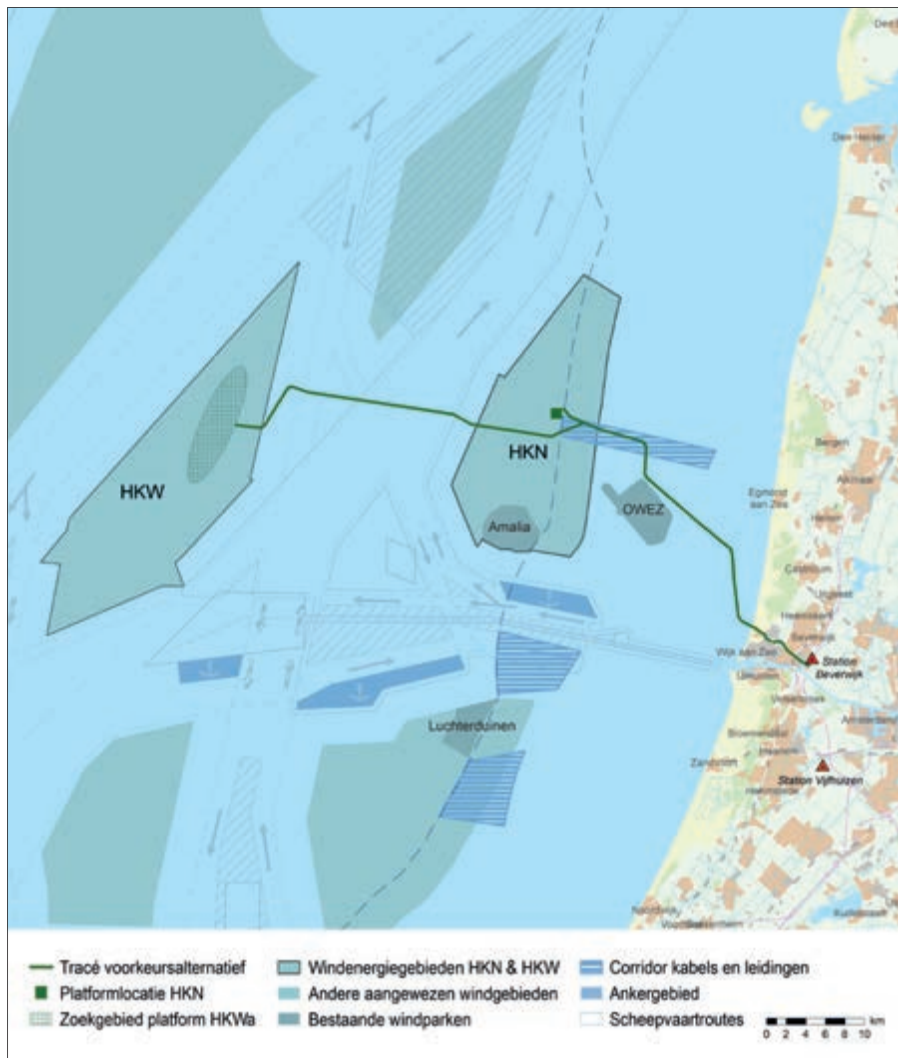 Den Helder
Bergen
Alkmaar
HKN
HKW
Egmond
aan Zee
OWEZ
Heiloo
Amalia
Castricum
Uitgeest
Heemskerk
Beverwijk
Wijk aan Zee
Station
Beverwijk
IJmuiden
Velserbroek
Luchterduinen
Amsterdam
Bloemendaal
Haarlem
Zandvoort
Station Vijfhuizen
Heemstede
Noordwijk
Tracé voorkeursalternatief
Windenergiegebieden HKN & HKW
Corridor kabels en leidingen
Platformlocatie HKN
Andere aangewezen windgebieden
Ankergebied
Zoekgebied platform HKWa
Bestaande windparken
Scheepvaartroutes
km
0 2 4 6 8 10